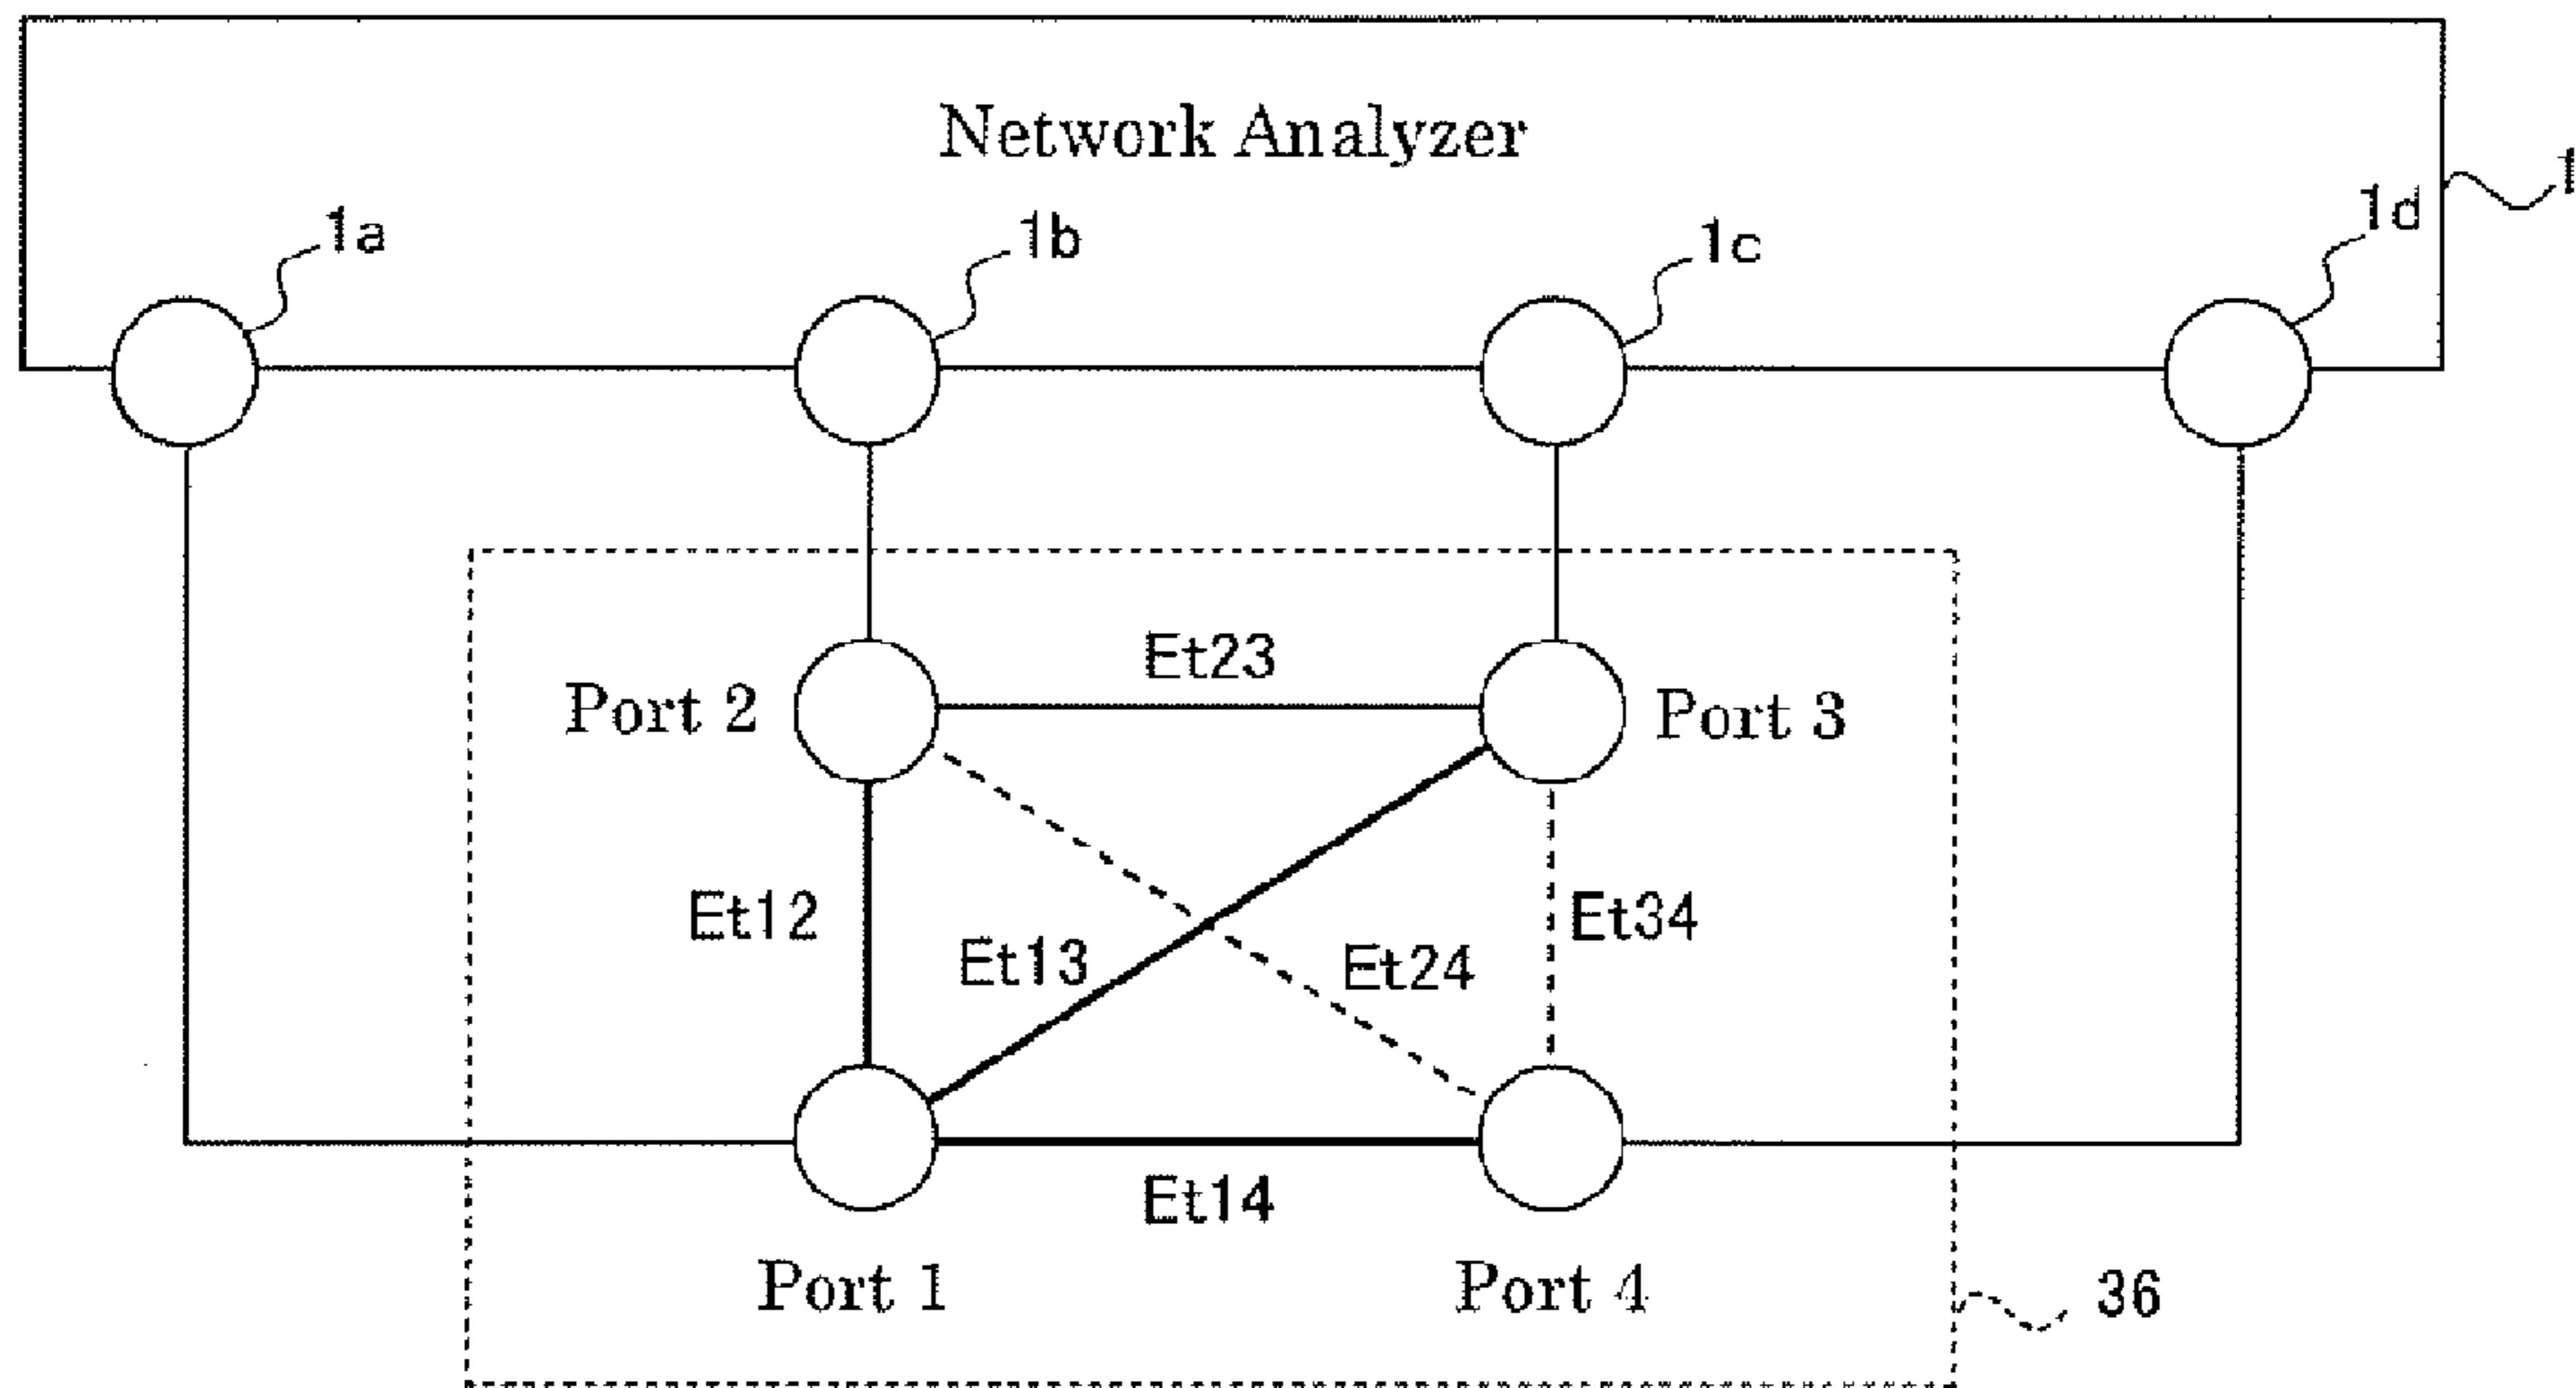 Network Analyzer
1
1a
1b
1c
1d
Et23
Port 2
Port 3
Et12
Et13
Et24
Et34
Et14
Port 1
Port 4
36